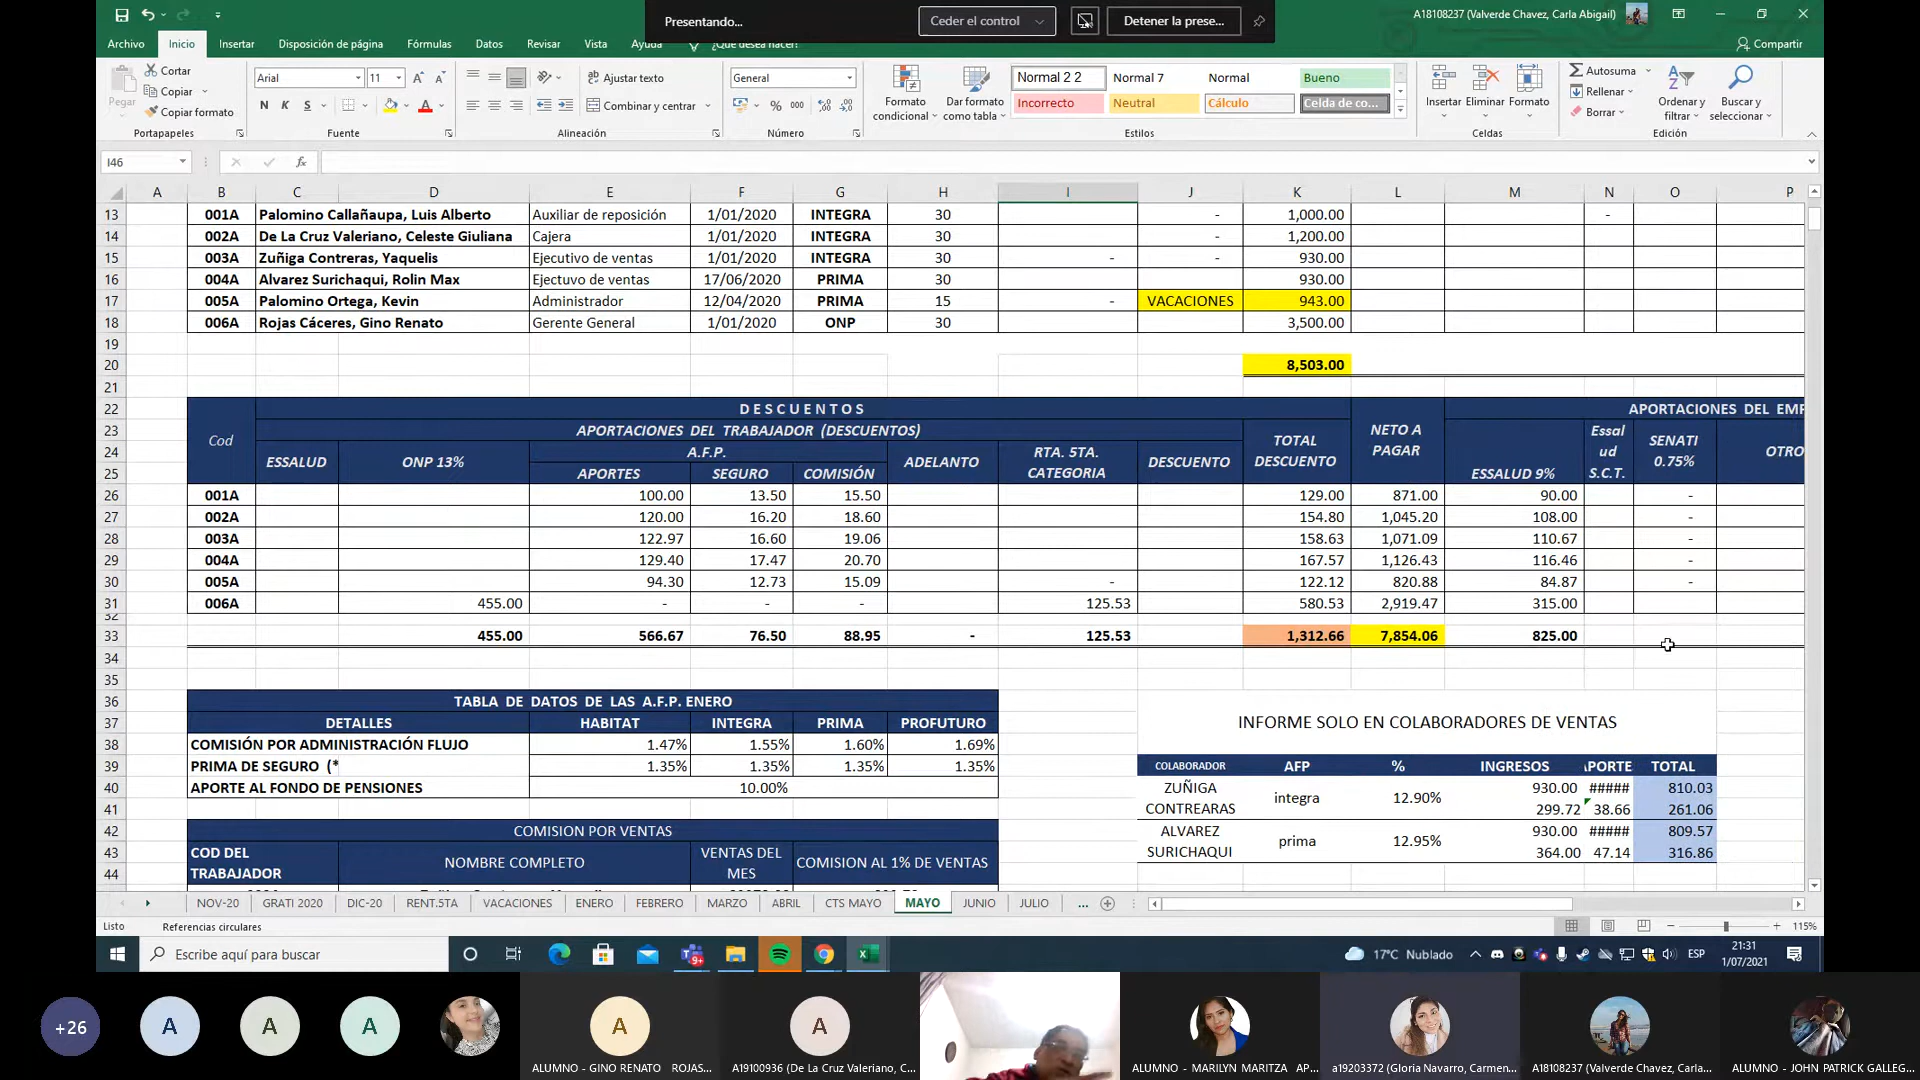 Presentando...
Ceder el control
Detener la prese...
A18108237 (Valverde Chavez, Carla Abigail)
Archivo Inicio Insertar Disposición de página Fórmulas Datos Revisar Vista Ayuda ¿Qué desea hacer? Compartir
Pegar Cortar Copiar Copiar formato Portapapeles
Arial 11 N K S Fuente
Ajustar texto Combinar y centrar Alineación
General % 000 Número
Formato condicional Dar formato como tabla
Normal 2 2 Normal 7 Normal Bueno
Incorrecto Neutral Cálculo Celda de co...
Estilos
Insertar Eliminar Formato Celdas
Autosuma Rellenar Borrar Ordenar y filtrar Buscar y seleccionar Edición
I46 fx
A B C D E F G H I J K L M N O P
13 001A Palomino Callañaupa, Luis Alberto Auxiliar de reposición 1/01/2020 INTEGRA 30 - 1,000.00 -
14 002A De La Cruz Valeriano, Celeste Giuliana Cajera 1/01/2020 INTEGRA 30 - 1,200.00
15 003A Zuñiga Contreras, Yaquelis Ejecutivo de ventas 1/01/2020 INTEGRA 30 - - 930.00
16 004A Alvarez Surichaqui, Rolin Max Ejectuvo de ventas 17/06/2020 PRIMA 30 930.00
17 005A Palomino Ortega, Kevin Administrador 12/04/2020 PRIMA 15 - VACACIONES 943.00
18 006A Rojas Cáceres, Gino Renato Gerente General 1/01/2020 ONP 30 3,500.00
19
20 8,503.00
21
22 Cod D E S C U E N T O S APORTACIONES DEL EMP
23 APORTACIONES DEL TRABAJADOR (DESCUENTOS) TOTAL DESCUENTO NETO A PAGAR Essal ud S.C.T. SENATI 0.75%
24 ESSALUD ONP 13% A.F.P. ADELANTO RTA. 5TA. CATEGORIA DESCUENTO OTRO
25 APORTES SEGURO COMISIÓN ESSALUD 9%
26 001A 100.00 13.50 15.50 129.00 871.00 90.00 -
27 002A 120.00 16.20 18.60 154.80 1,045.20 108.00 -
28 003A 122.97 16.60 19.06 158.63 1,071.09 110.67 -
29 004A 129.40 17.47 20.70 167.57 1,126.43 116.46 -
30 005A 94.30 12.73 15.09 - 122.12 820.88 84.87 -
31 006A 455.00 - - - 125.53 580.53 2,919.47 315.00
32
33 455.00 566.67 76.50 88.95 - 125.53 1,312.66 7,854.06 825.00
34
35
36 TABLA DE DATOS DE LAS A.F.P. ENERO
37 DETALLES HABITAT INTEGRA PRIMA PROFUTURO INFORME SOLO EN COLABORADORES DE VENTAS
38 COMISIÓN POR ADMINISTRACIÓN FLUJO 1.47% 1.55% 1.60% 1.69%
39 PRIMA DE SEGURO (* 1.35% 1.35% 1.35% 1.35% COLABORADOR AFP % INGRESOS APORTE TOTAL
40 APORTE AL FONDO DE PENSIONES 10.00% ZUÑIGA integra 12.90% 930.00 ##### 810.03
41 CONTREARAS 299.72 38.66 261.06
42 COMISION POR VENTAS ALVAREZ prima 12.95% 930.00 ##### 809.57
43 COD DEL TRABAJADOR NOMBRE COMPLETO VENTAS DEL MES COMISION AL 1% DE VENTAS SURICHAQUI 364.00 47.14 316.86
44
NOV-20 GRATI 2020 DIC-20 RENT.5TA VACACIONES ENERO FEBRERO MARZO ABRIL CTS MAYO MAYO JUNIO JULIO ...
Listo Referencias circulares 115%
Escribe aquí para buscar 9+ 17°C Nublado ESP 21:31
1/07/2021
+26 A A A A A
ALUMNO - GINO RENATO ROJAS...
A19100936 (De La Cruz Valeriano, C...
ALUMNO - MARILYN MARITZA AP...
a19203372 (Gloria Navarro, Carmen...
A18108237 (Valverde Chavez, Carla...
ALUMNO - JOHN PATRICK GALLEG...